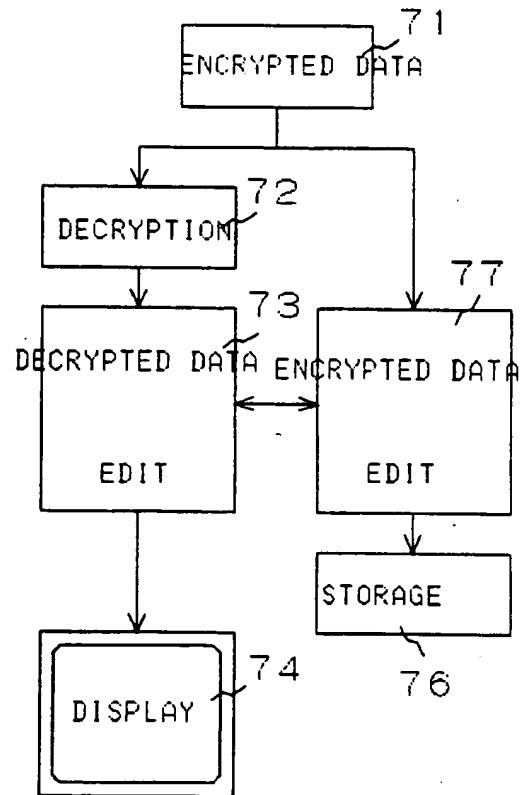 71
ENCRYPTED DATA
72
DECRYPTION
73
DECRYPTED DATA
EDIT
77
ENCRYPTED DATA
EDIT
STORAGE
76
74
DISPLAY